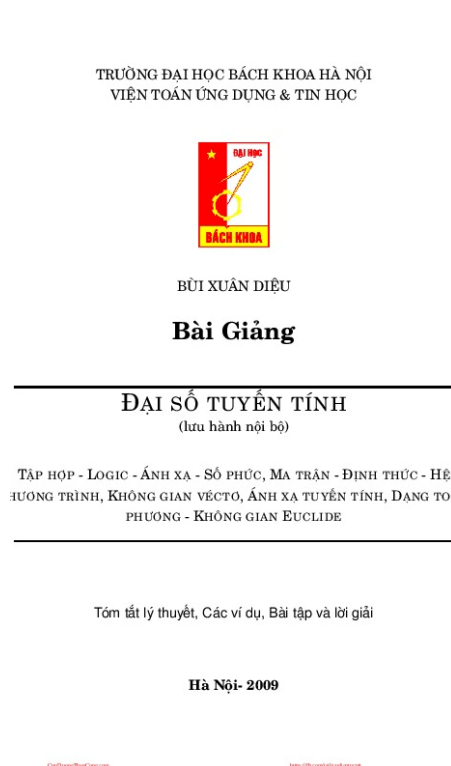 TRƯỜNG ĐẠI HỌC BÁCH KHOA HÀ NỘI
VIỆN TOÁN ỨNG DỤNG & TIN HỌC
ĐẠI HỌC
BÁCH KHOA
BÙI XUÂN DIỆU
Bài Giảng
ĐẠI SỐ TUYẾN TÍNH
(lưu hành nội bộ)
TẬP HỢP - LOGIC - ÁNH XẠ - SỐ PHỨC, MA TRẬN - ĐỊNH THỨC - HỆ
HƯƠNG TRÌNH, KHÔNG GIAN VÉCTƠ, ÁNH XẠ TUYẾN TÍNH, DẠNG TO
PHƯƠNG - KHÔNG GIAN EUCLIDE
Tóm tắt lý thuyết, Các ví dụ, Bài tập và lời giải
Hà Nội- 2009